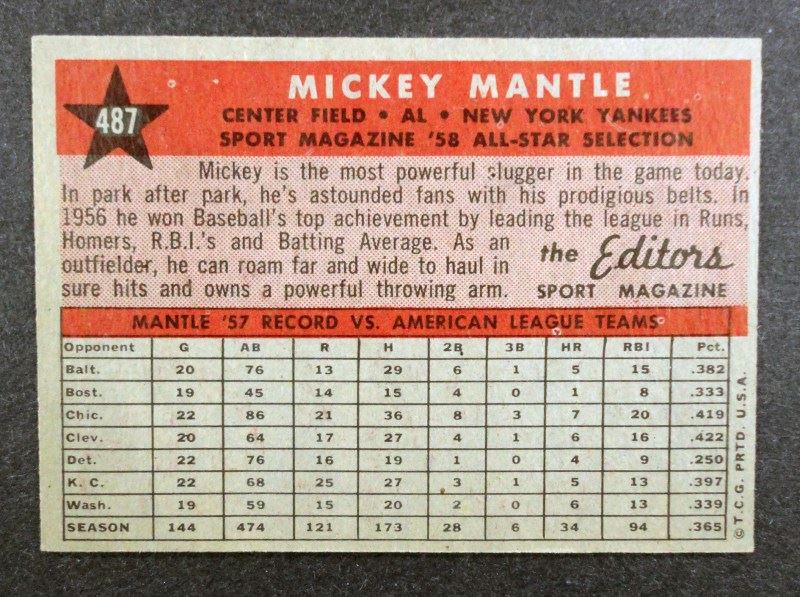 487
MICKEY MANTLE
CENTER FIELD • AL • NEW YORK YANKEES
SPORT MAGAZINE '58 ALL-STAR SELECTION
Mickey is the most powerful slugger in the game today.
In park after park, he's astounded fans with his prodigious belts. In
1956 he won Baseball's top achievement by leading the league in Runs,
Homers, R.B.I.'s and Batting Average. As an
outfielder, he can roam far and wide to haul in
sure hits and owns a powerful throwing arm.
the Editors
SPORT MAGAZINE
MANTLE '57 RECORD VS. AMERICAN LEAGUE TEAMS
Opponent G AB R H 2B 3B HR RBI Pct.
Balt. 20 76 13 29 6 1 5 15 .382
Bost. 19 45 14 15 4 0 1 8 .333
Chic. 22 86 21 36 8 3 7 20 .419
Clev. 20 64 17 27 4 1 6 16 .422
Det. 22 76 16 19 1 0 4 9 .250
K. C. 22 68 25 27 3 1 5 13 .397
Wash. 19 59 15 20 2 0 6 13 .339
SEASON 144 474 121 173 28 6 34 94 .365
© T.C.G. PRTD. U.S.A.